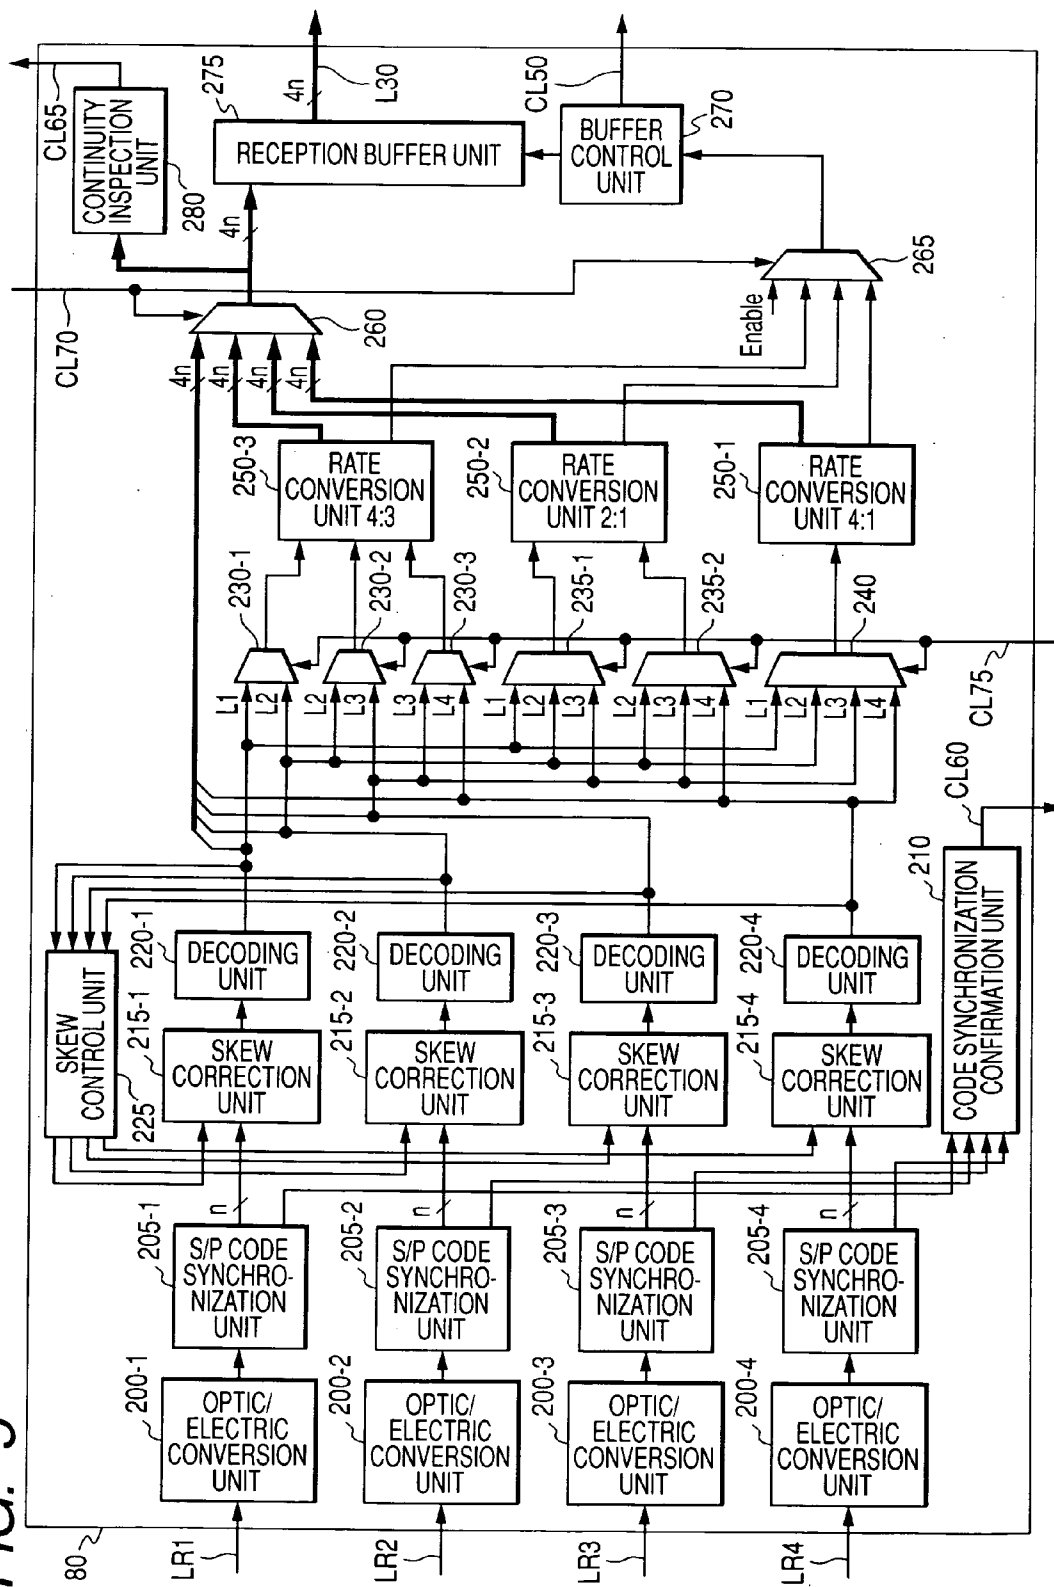 FIG. 9
80
LR1
OPTIC/
ELECTRIC
CONVERSION
UNIT
200-1
S/P CODE
SYNCHRO-
NIZATION
UNIT
205-1
n
SKEW
CORRECTION
UNIT
215-1
DECODING
UNIT
220-1
LR2
OPTIC/
ELECTRIC
CONVERSION
UNIT
200-2
S/P CODE
SYNCHRO-
NIZATION
UNIT
205-2
n
SKEW
CORRECTION
UNIT
215-2
DECODING
UNIT
220-2
LR3
OPTIC/
ELECTRIC
CONVERSION
UNIT
200-3
S/P CODE
SYNCHRO-
NIZATION
UNIT
205-3
n
SKEW
CORRECTION
UNIT
215-3
DECODING
UNIT
220-3
LR4
OPTIC/
ELECTRIC
CONVERSION
UNIT
200-4
S/P CODE
SYNCHRO-
NIZATION
UNIT
205-4
n
SKEW
CORRECTION
UNIT
215-4
DECODING
UNIT
220-4
SKEW
CONTROL UNIT
225
CODE SYNCHRONIZATION
CONFIRMATION UNIT
210
CL60
L1
L2
230-1
L2
L3
230-2
L3
L4
230-3
L1
L2
L3
235-1
L2
L3
L4
235-2
L1
L2
L3
L4
240
CL75
RATE
CONVERSION
UNIT 4:3
250-3
RATE
CONVERSION
UNIT 2:1
250-2
RATE
CONVERSION
UNIT 4:1
250-1
4n
4n
4n
4n
260
CL70
Enable
265
4n
CONTINUITY
INSPECTION
UNIT
280
CL65
RECEPTION BUFFER UNIT
275
4n
L30
BUFFER
CONTROL
UNIT
270
CL50